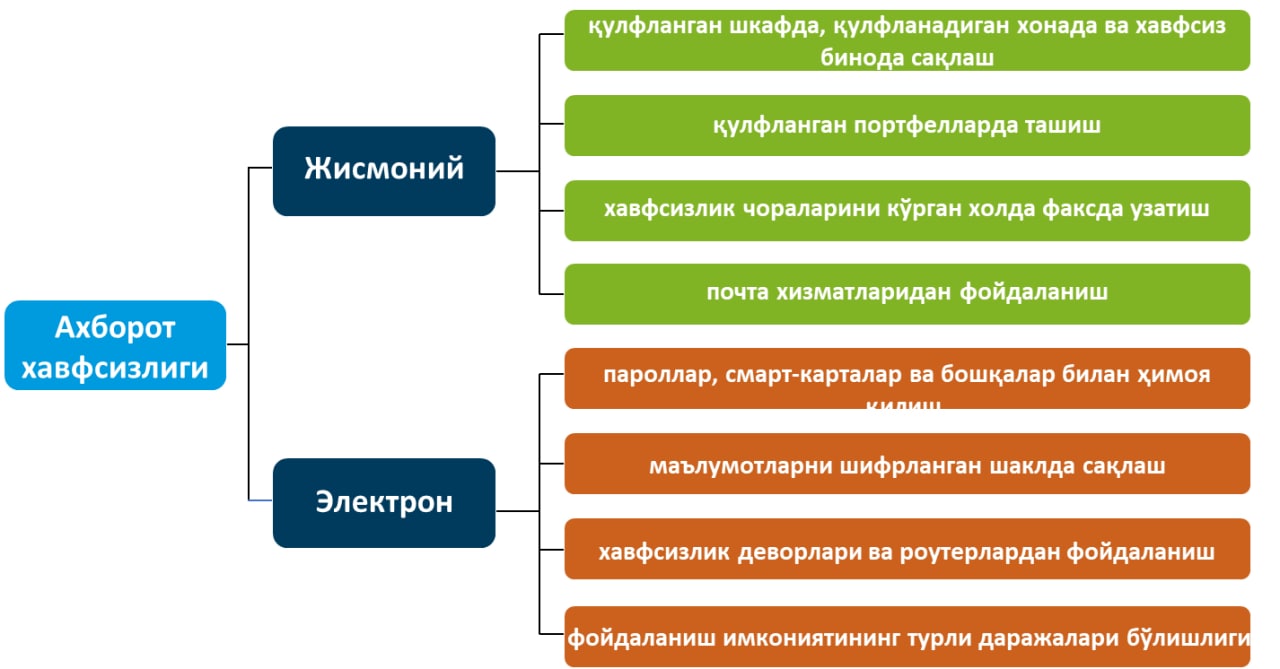 Ахборот
хавфсизлиги
Жисмоний
қулфланган шкафда, қулфланадиган хонада ва хавфсиз
бинода сақлаш
қулфланган портфелларда ташиш
хавфсизлик чораларини кўрган холда факсда узатиш
почта хизматларидан фойдаланиш
Электрон
пароллар, смарт-карталар ва бошқалар билан ҳимоя
қилиш
маълумотларни шифрланган шаклда сақлаш
хавфсизлик деворлари ва роутерлардан фойдаланиш
фойдаланиш имкониятининг турли даражалари бўлишлиги